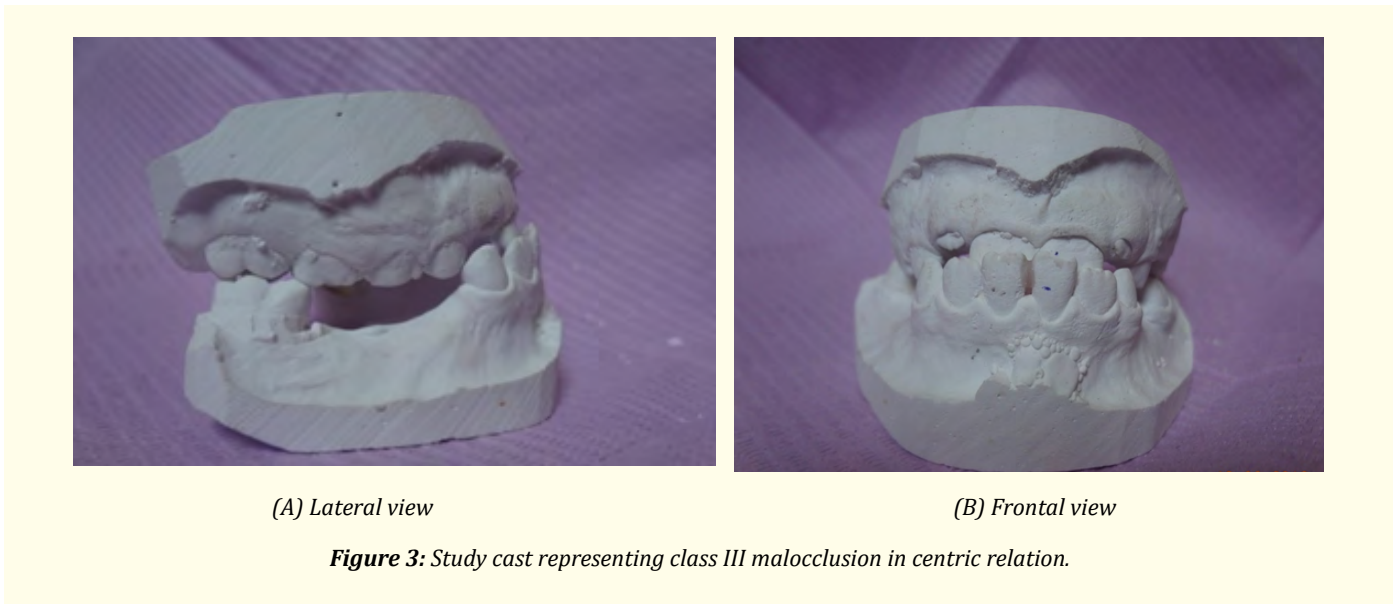 (A) Lateral view
(B) Frontal view
Figure 3: Study cast representing class III malocclusion in centric relation.